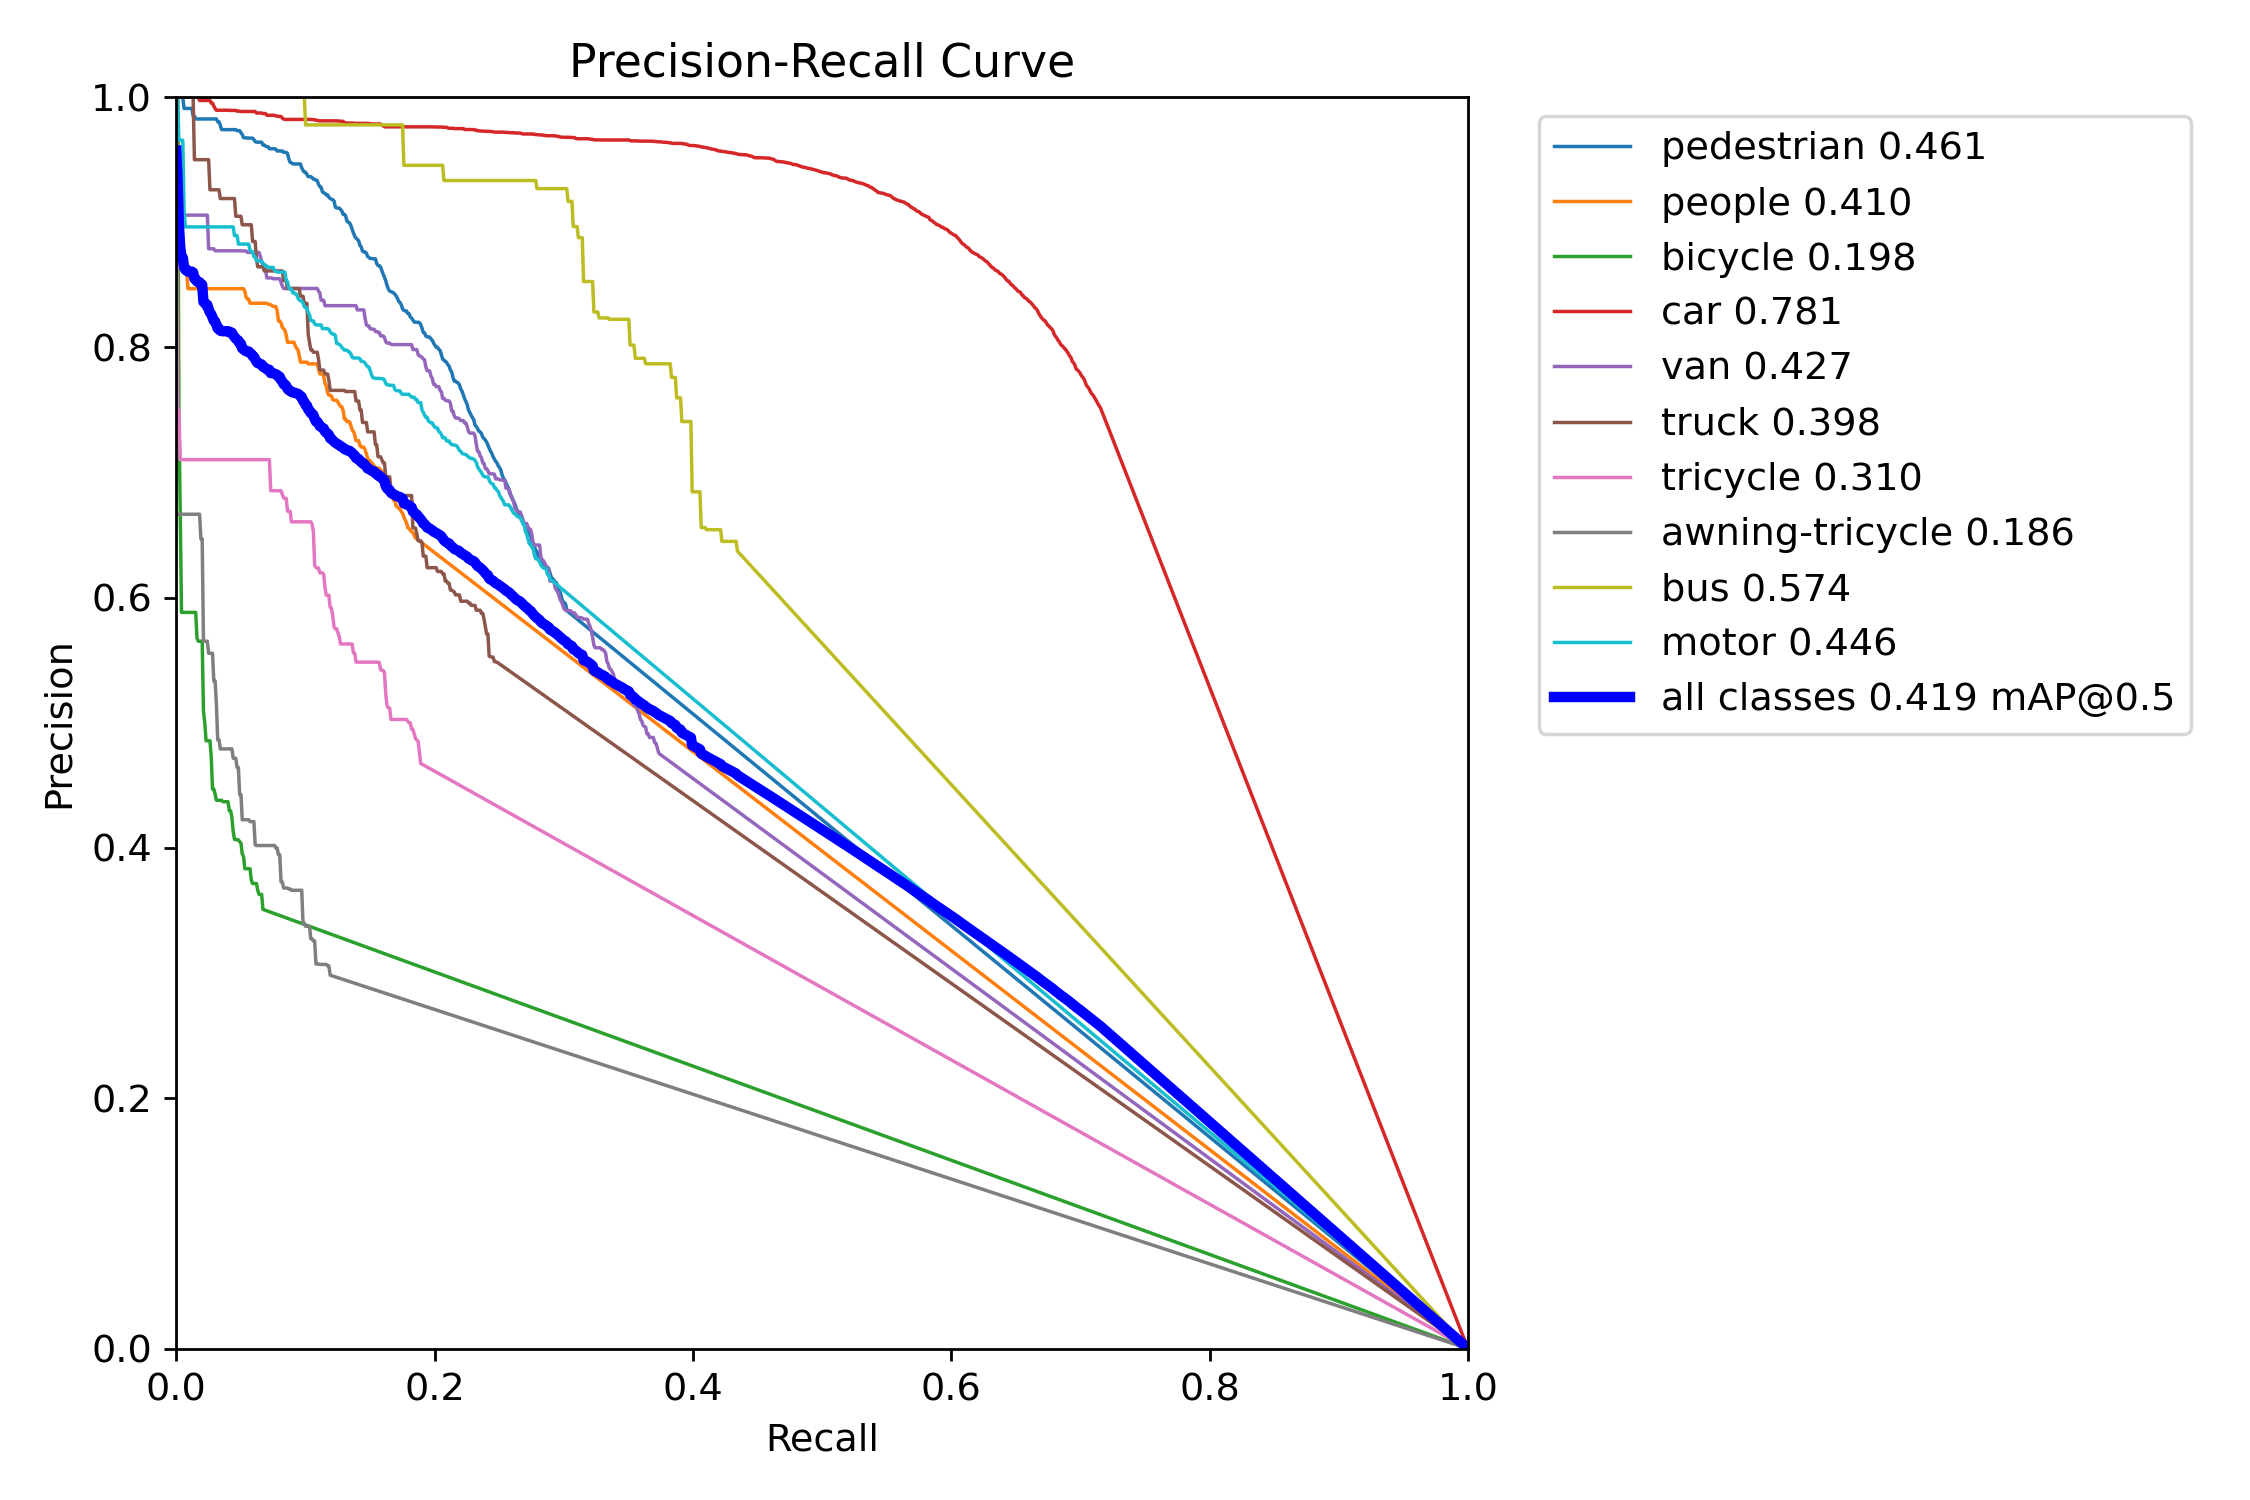 Precision-Recall Curve
1.0
0.8
0.6
0.4
0.2
0.0
Precision
0.0 0.2 0.4 0.6 0.8 1.0
Recall
pedestrian 0.461
people 0.410
bicycle 0.198
car 0.781
van 0.427
truck 0.398
tricycle 0.310
awning-tricycle 0.186
bus 0.574
motor 0.446
all classes 0.419 mAP@0.5